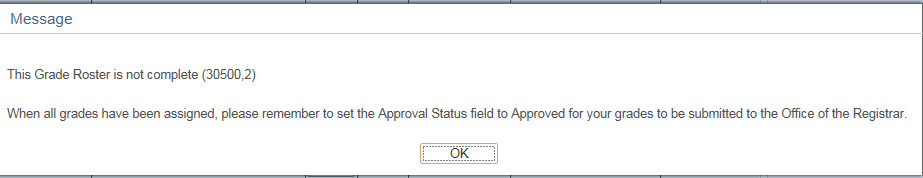 Message
This Grade Roster is not complete (30500,2)
When all grades have been assigned, please remember to set the Approval Status field to Approved for your grades to be submitted to the Office of the Registrar.
OK